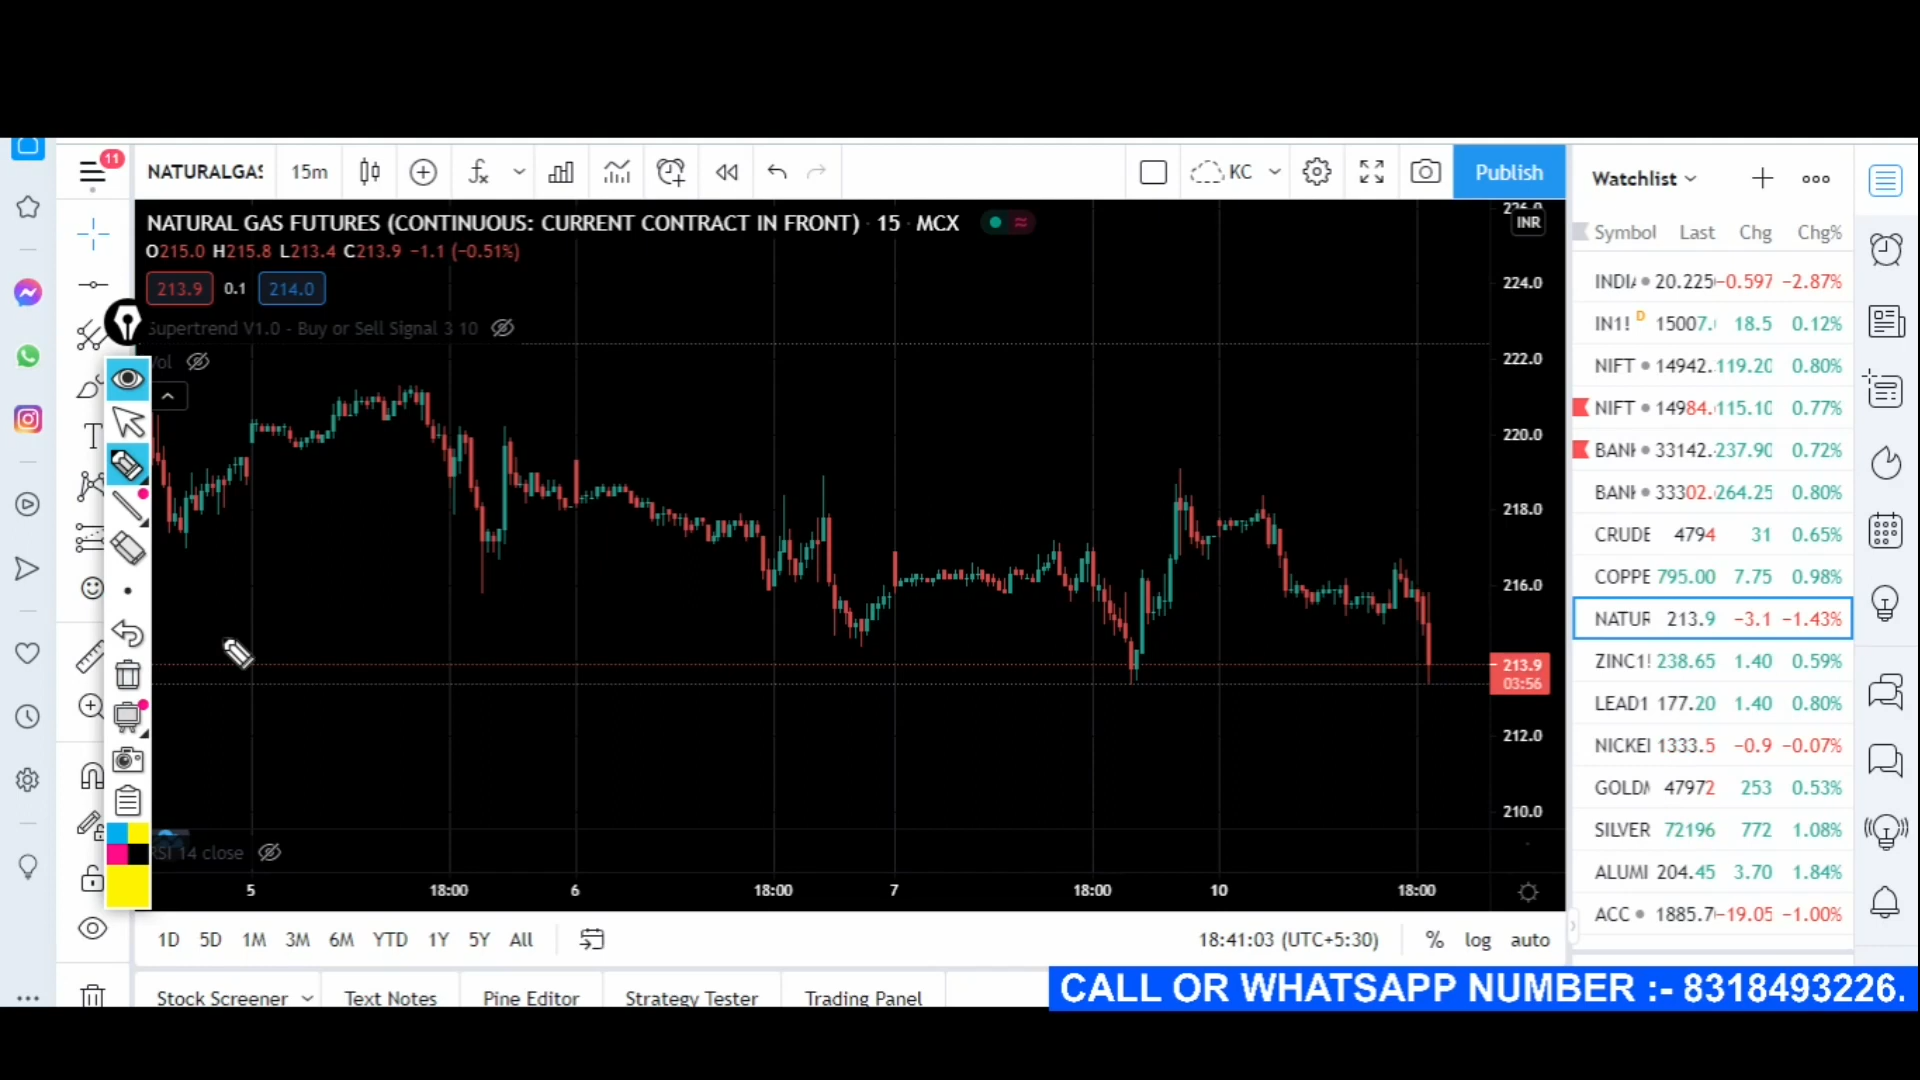 11
NATURALGAS
15m
KC
Publish
NATURAL GAS FUTURES (CONTINUOUS: CURRENT CONTRACT IN FRONT) · 15 · MCX
O215.0 H215.8 L213.4 C213.9 −1.1 (−0.51%)
213.9 0.1 214.0
Supertrend V1.0 - Buy or Sell Signal 3 10
Vol
INR
224.0
222.0
220.0
218.0
216.0
213.9
03:56
212.0
210.0
RSI 14 close
5 18:00 6 18:00 7 18:00 10 18:00
1D 5D 1M 3M 6M YTD 1Y 5Y All
18:41:03 (UTC+5:30) % log auto
Stock Screener Text Notes Pine Editor Strategy Tester Trading Panel
Watchlist
Symbol Last Chg Chg%
INDI 20.225 −0.597 −2.87%
IN1! D 15007. 18.5 0.12%
NIFT 14942. 119.20 0.80%
NIFT 14984. 115.10 0.77%
BANK 33142. 237.90 0.72%
BANK 33302. 264.25 0.80%
CRUDE 4794 31 0.65%
COPPE 795.00 7.75 0.98%
NATUR 213.9 −3.1 −1.43%
ZINC1! 238.65 1.40 0.59%
LEAD1 177.20 1.40 0.80%
NICKEL 1333.5 −0.9 −0.07%
GOLDM 47972 253 0.53%
SILVER 72196 772 1.08%
ALUMI 204.45 3.70 1.84%
ACC 1885.7 −19.05 −1.00%
CALL OR WHATSAPP NUMBER :- 8318493226.